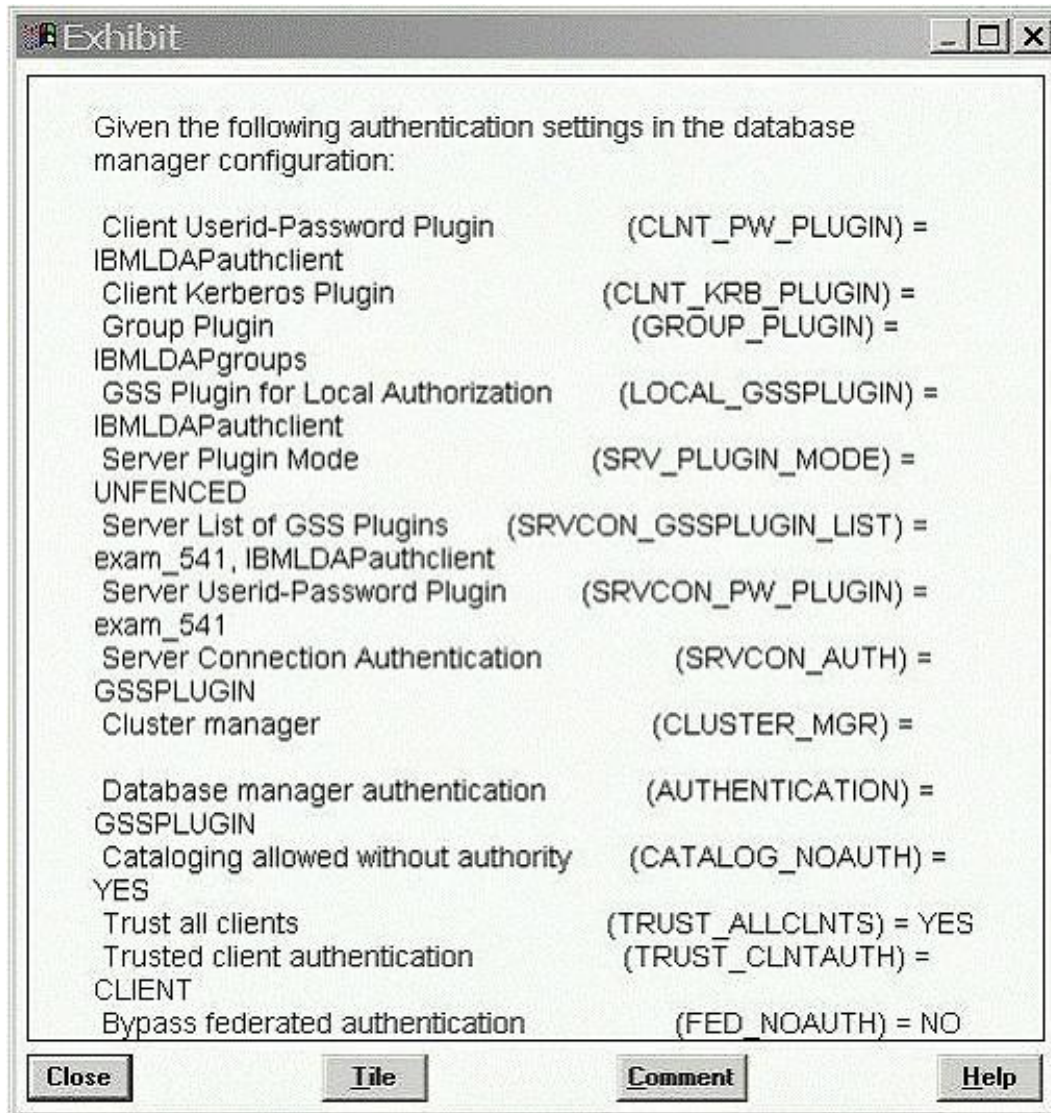 Exhibit
Given the following authentication settings in the database
manager configuration:
Client Userid-Password Plugin (CLNT_PW_PLUGIN) =
IBMLDAPauthclient
Client Kerberos Plugin (CLNT_KRB_PLUGIN) =
Group Plugin (GROUP_PLUGIN) =
IBMLDAPgroups
GSS Plugin for Local Authorization (LOCAL_GSSPLUGIN) =
IBMLDAPauthclient
Server Plugin Mode (SRV_PLUGIN_MODE) =
UNFENCED
Server List of GSS Plugins (SRVCON_GSSPLUGIN_LIST) =
exam_541, IBMLDAPauthclient
Server Userid-Password Plugin (SRVCON_PW_PLUGIN) =
exam_541
Server Connection Authentication (SRVCON_AUTH) =
GSSPLUGIN
Cluster manager (CLUSTER_MGR) =
Database manager authentication (AUTHENTICATION) =
GSSPLUGIN
Cataloging allowed without authority (CATALOG_NOAUTH) =
YES
Trust all clients (TRUST_ALLCLNTS) = YES
Trusted client authentication (TRUST_CLNTAUTH) =
CLIENT
Bypass federated authentication (FED_NOAUTH) = NO
Close Tile Comment Help